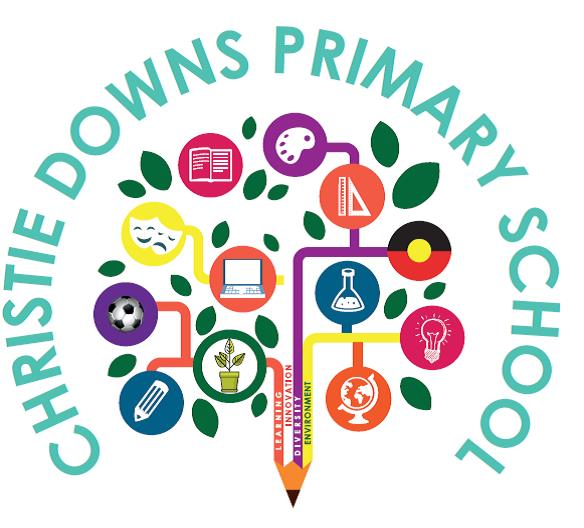 CHRISTIE DOWNS PRIMARY SCHOOL
LEARNING
INNOVATION
DIVERSITY
ENVIRONMENT